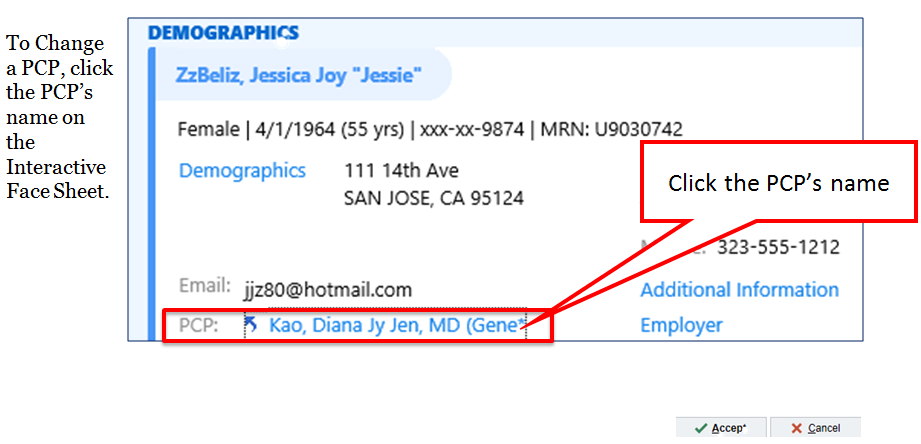 To Change
a PCP, click
the PCP’s
name on
the
Interactive
Face Sheet.
DEMOGRAPHICS
ZzBeliz, Jessica Joy "Jessie"
Female | 4/1/1964 (55 yrs) | xxx-xx-9874 | MRN: U9030742
Demographics 111 14th Ave
SAN JOSE, CA 95124
Click the PCP’s name
323-555-1212
Email: jjz80@hotmail.com Additional Information
PCP: Kao, Diana Jy Jen, MD (Gene* Employer
Accep* Cancel